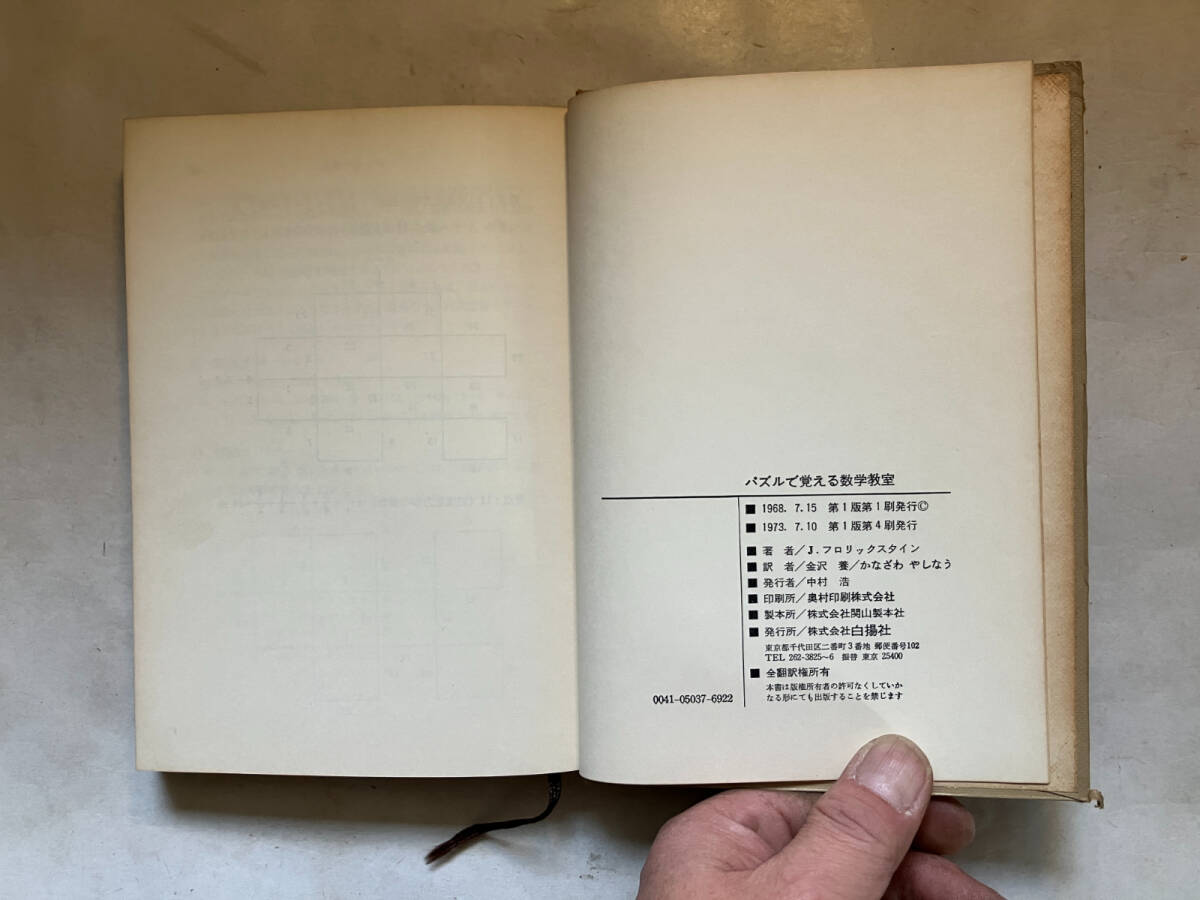 パズルで覚える数学教室
■ 1968. 7.15 第1版第1刷発行©
■ 1973. 7.10 第1版第4刷発行
■ 著 者/J.フロリックスタイン
■ 訳 者/金沢 養/かなざわ やしなう
■ 発行者/中村 浩
■ 印刷所/奥村印刷株式会社
■ 製本所/株式会社関山製本社
■ 発行所/株式会社白揚社
東京都千代田区二番町3番地 郵便番号102
TEL 262-3825~6 振替 東京 25400
■ 全翻訳権所有
本書は版権所有者の許可なくしていか
なる形にても出版することを禁じます
0041-05037-6922